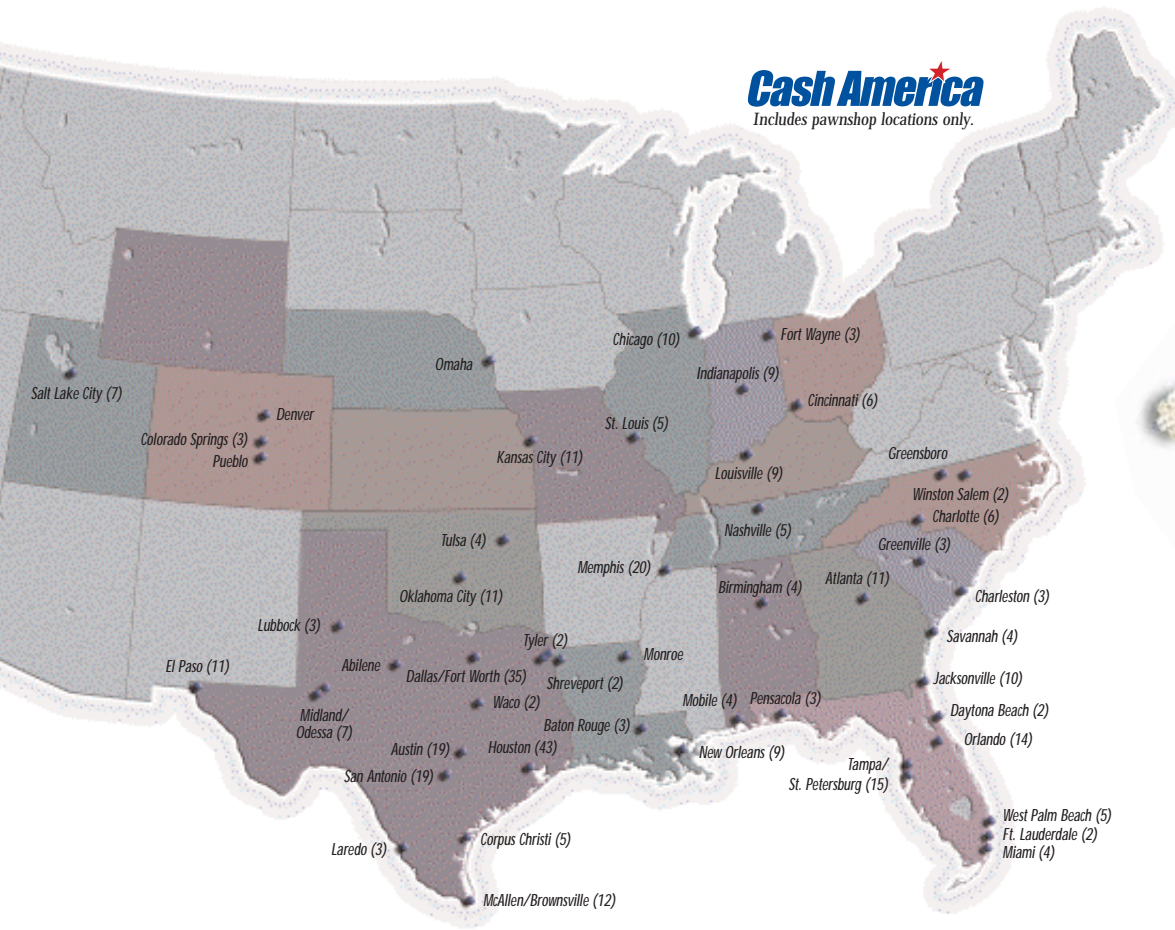 Cash America
Includes pawnshop locations only.
Chicago (10)
Fort Wayne (3)
Omaha
Indianapolis (9)
Salt Lake City (7)
Cincinnati (6)
Denver
St. Louis (5)
Colorado Springs (3)
Pueblo
Kansas City (11)
Greensboro
Louisville (9)
Winston Salem (2)
Charlotte (6)
Nashville (5)
Tulsa (4)
Greenville (3)
Memphis (20)
Atlanta (11)
Birmingham (4)
Oklahoma City (11)
Charleston (3)
Lubbock (3)
Savannah (4)
Tyler (2)
Monroe
El Paso (11)
Abilene
Dallas/Fort Worth (35)
Shreveport (2)
Jacksonville (10)
Waco (2)
Mobile (4)
Pensacola (3)
Midland/
Odessa (7)
Daytona Beach (2)
Baton Rouge (3)
Orlando (14)
Austin (19)
Houston (43)
New Orleans (9)
Tampa/
St. Petersburg (15)
San Antonio (19)
West Palm Beach (5)
Ft. Lauderdale (2)
Miami (4)
Corpus Christi (5)
Laredo (3)
McAllen/Brownsville (12)